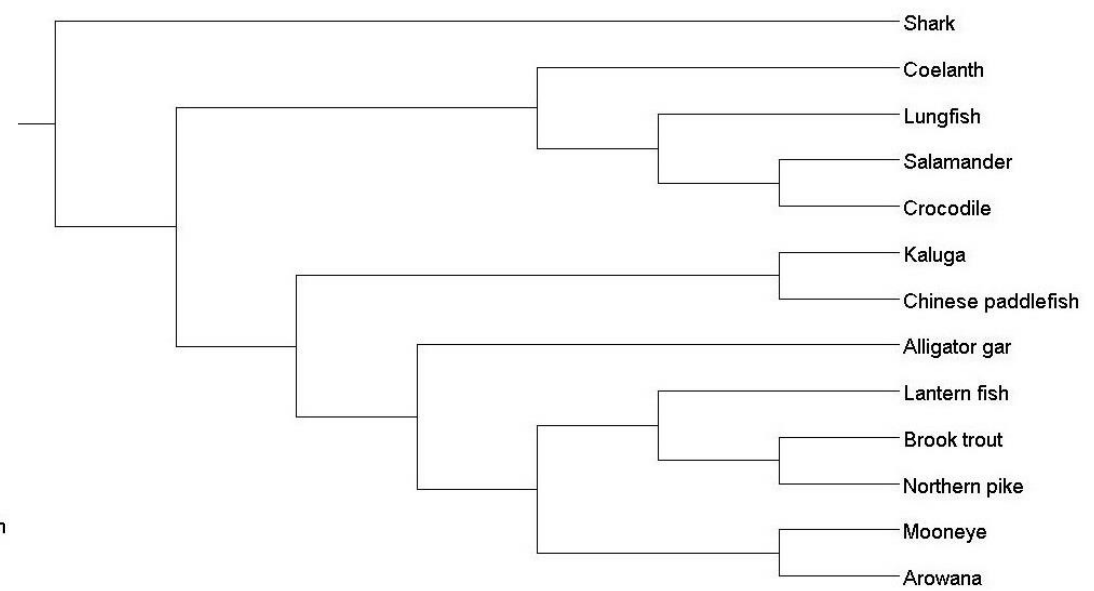 Shark
Coelanth
Lungfish
Salamander
Crocodile
Kaluga
Chinese paddlefish
Alligator gar
Lantern fish
Brook trout
Northern pike
Mooneye
Arowana